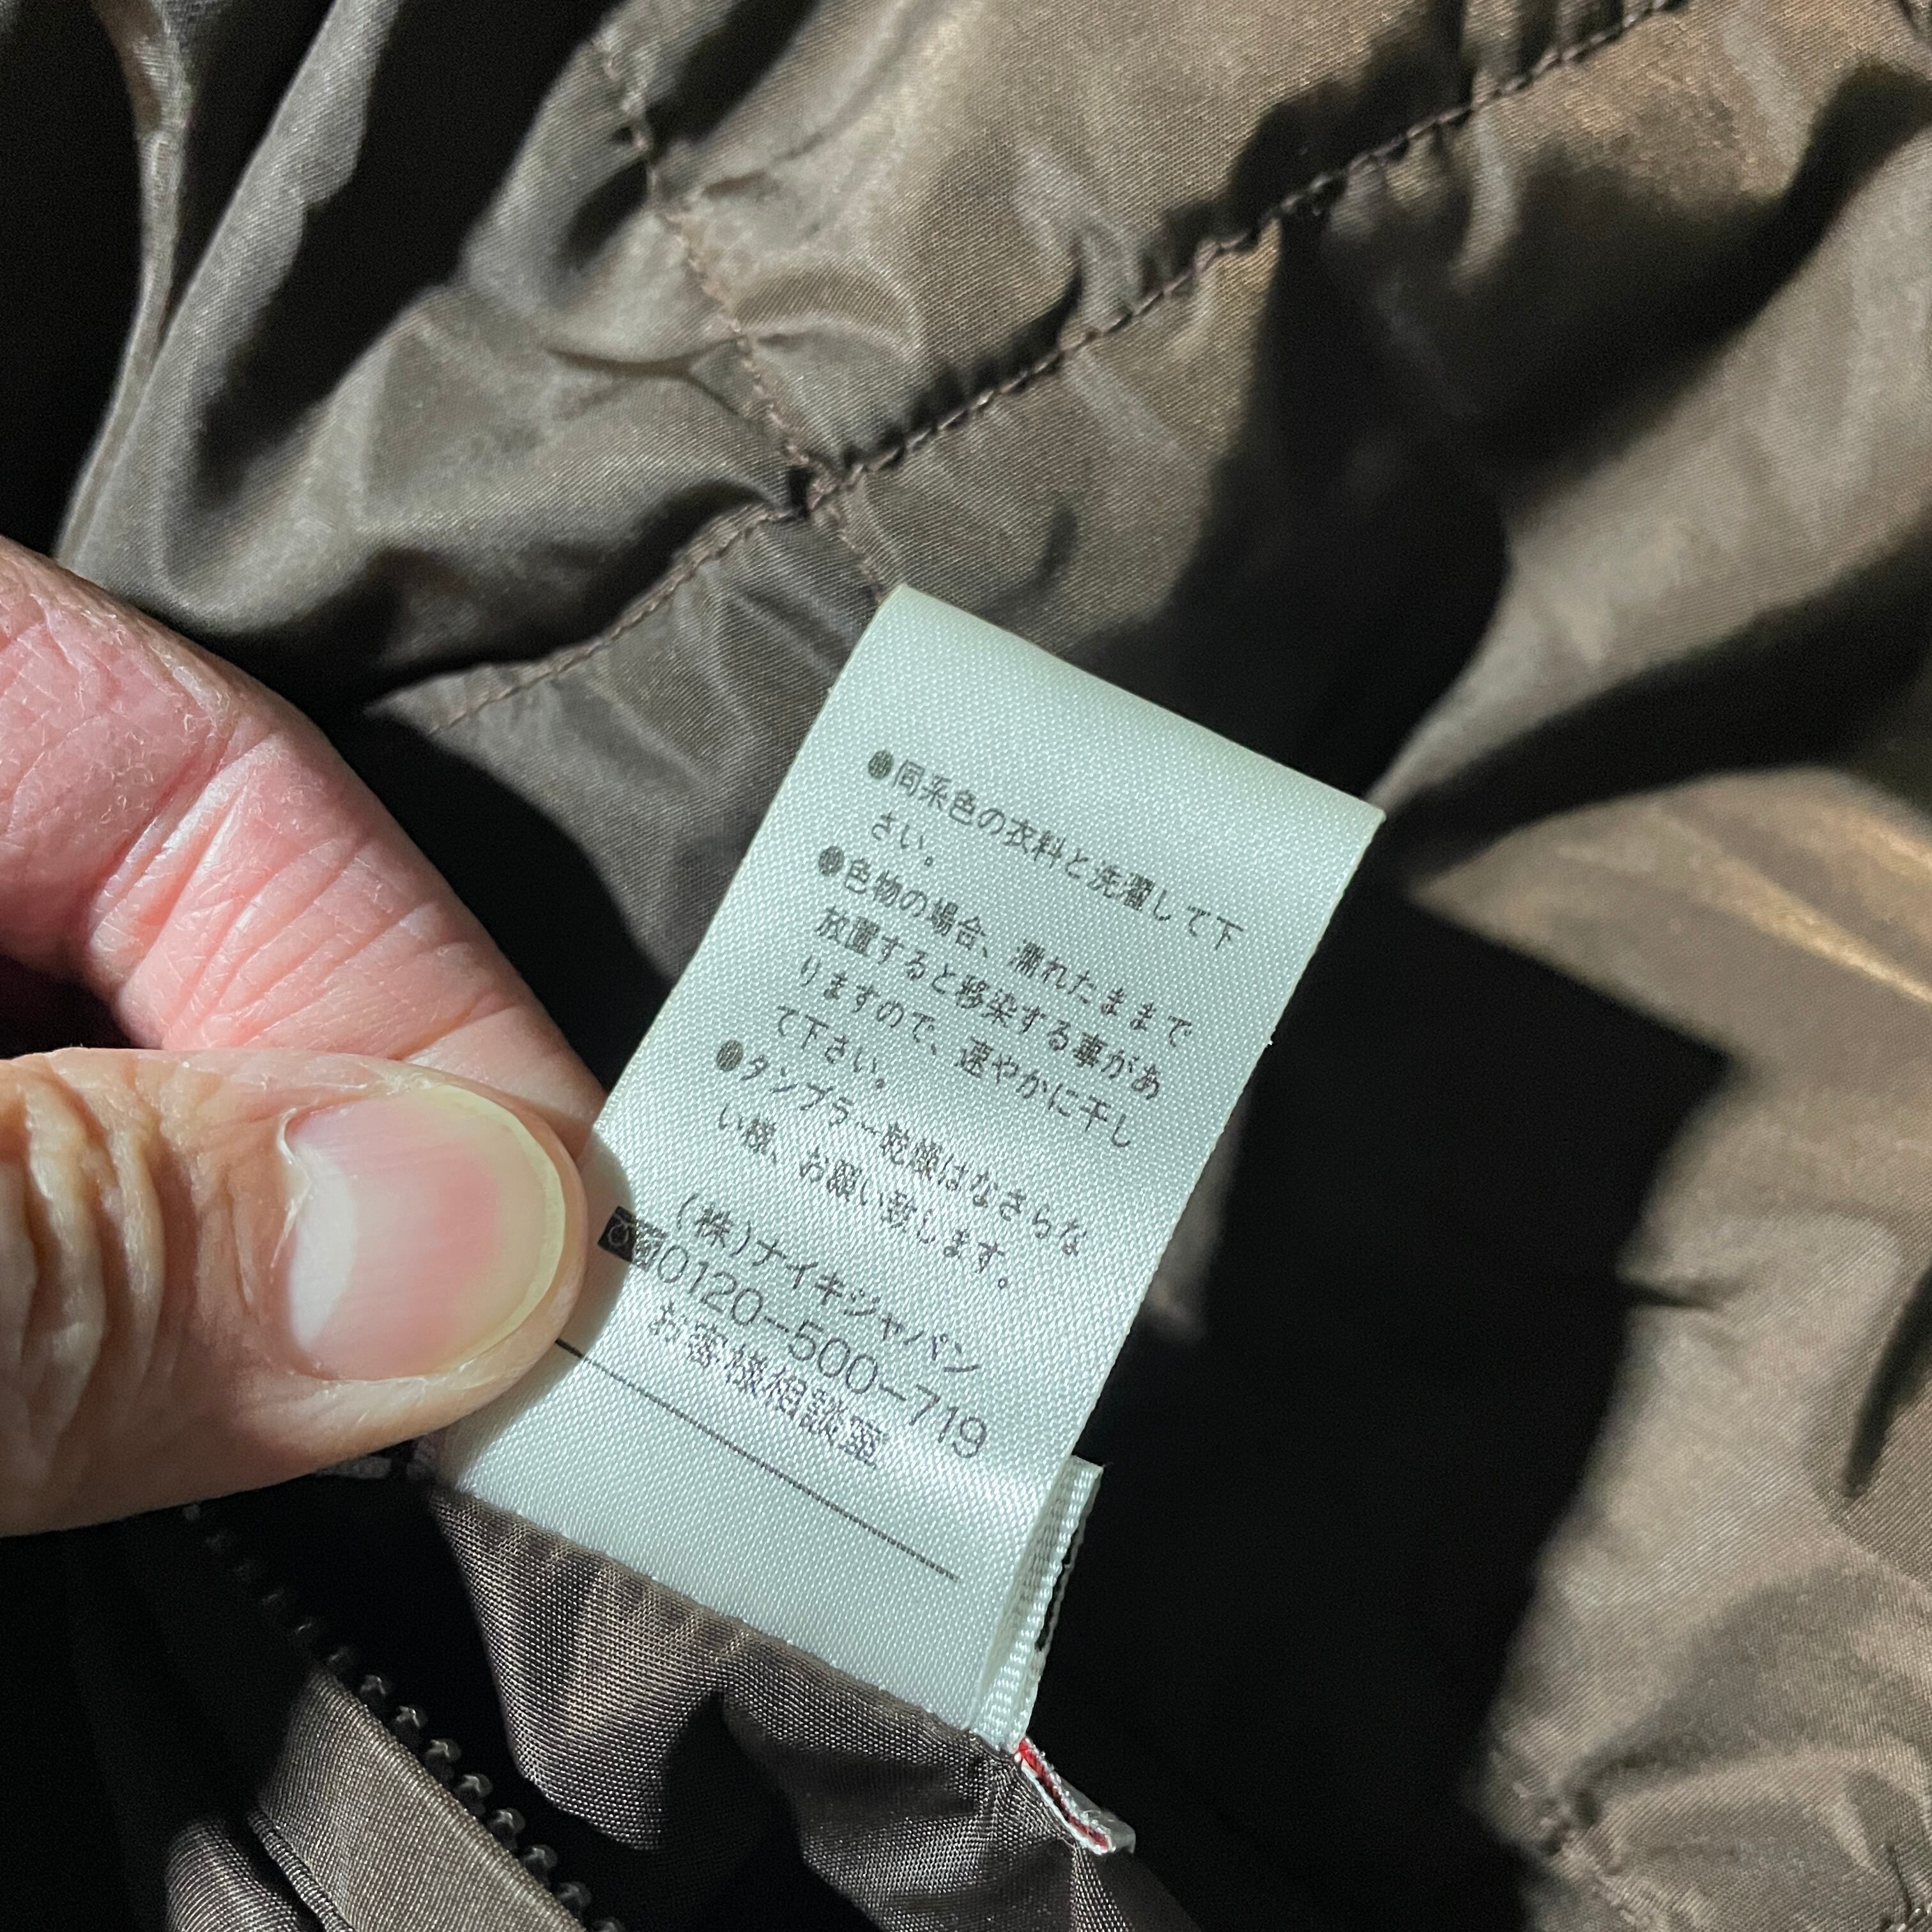 ●同系色の衣料と洗濯して下
さい。
●色物の場合、濡れたままで
放置すると移染する事があ
りますので、速やかに干し
て下さい。
●タンブラー乾燥はなさらな
い様、お願い致します。
(株)ナイキジャパン
0120-500-719
お客様相談室